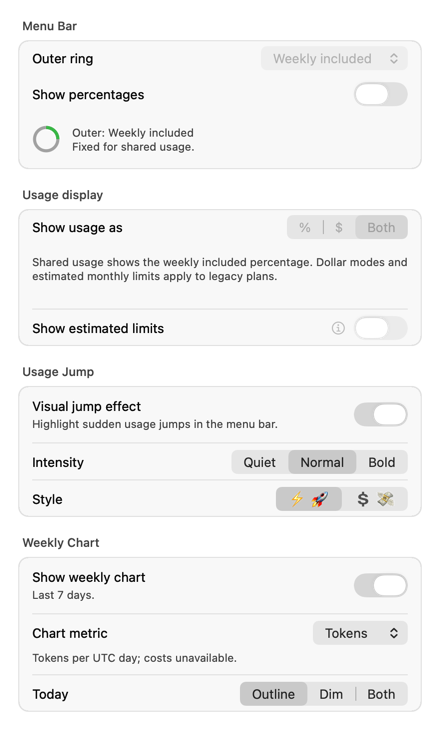 Menu Bar
Outer ring
Weekly included
Show percentages
Outer: Weekly included
Fixed for shared usage.
Usage display
Show usage as
% $ Both
Shared usage shows the weekly included percentage. Dollar modes and
estimated monthly limits apply to legacy plans.
Show estimated limits
Usage Jump
Visual jump effect
Highlight sudden usage jumps in the menu bar.
Intensity
Quiet Normal Bold
Style
⚡🚀 $ 💸
Weekly Chart
Show weekly chart
Last 7 days.
Chart metric
Tokens
Tokens per UTC day; costs unavailable.
Today
Outline Dim Both